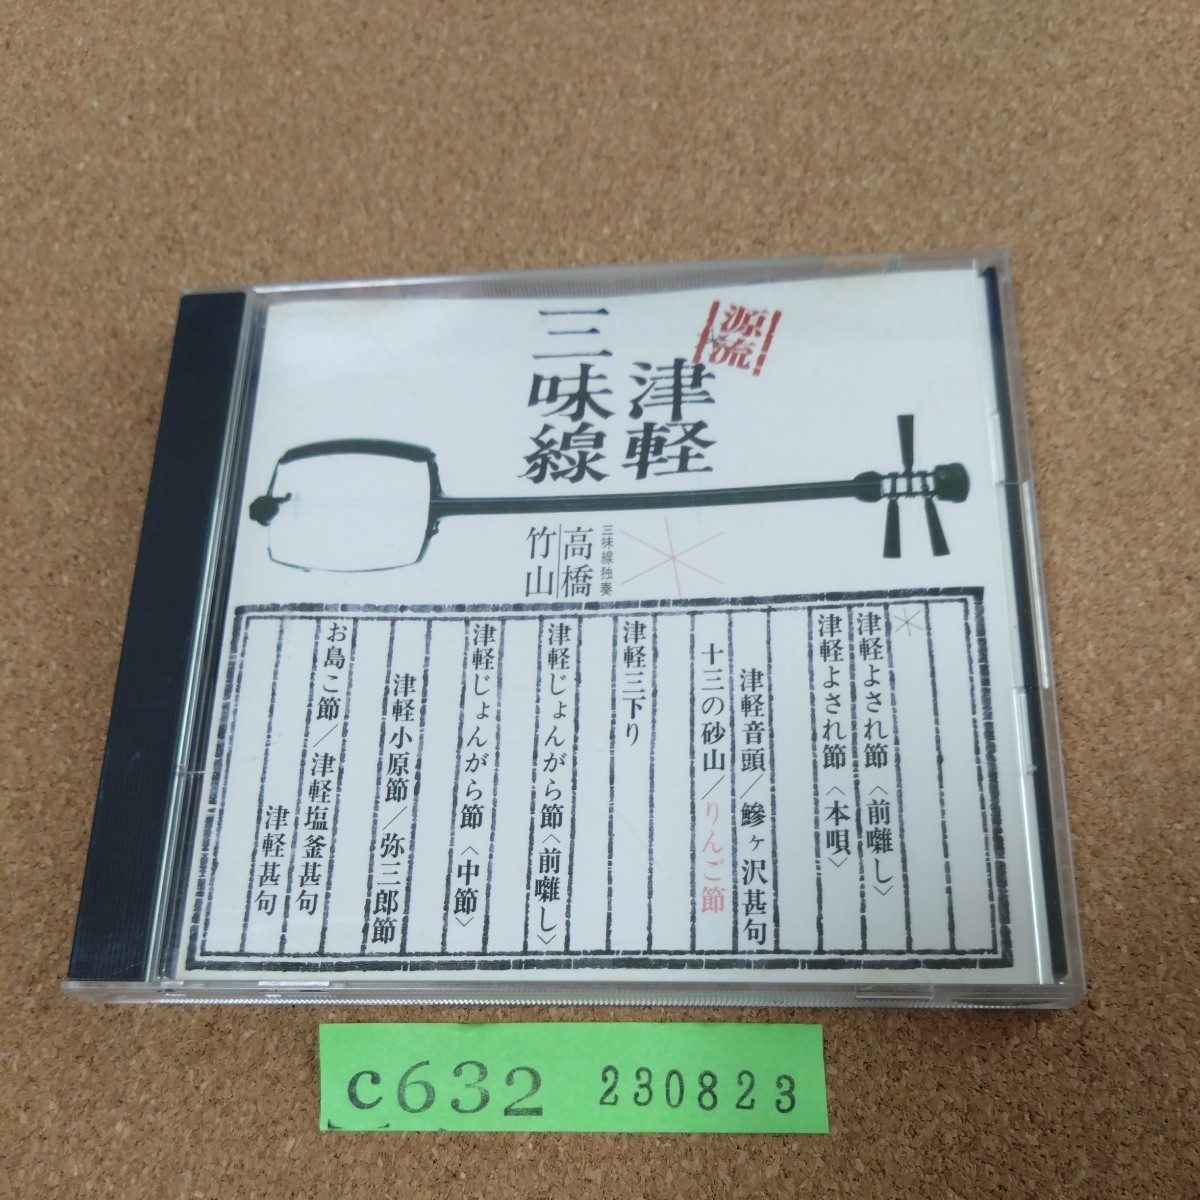 源流
津軽
三味線
三味線独奏
高橋
竹山
津軽よされ節〈前囃し〉
津軽よされ節〈本唄〉
津軽音頭/鰺ヶ沢甚句
十三の砂山/りんご節
津軽三下り
津軽じょんがら節〈前囃し〉
津軽じょんがら節〈中節〉
津軽小原節/弥三郎節
お島こ節/津軽塩釜甚句
津軽甚句
c632 230823